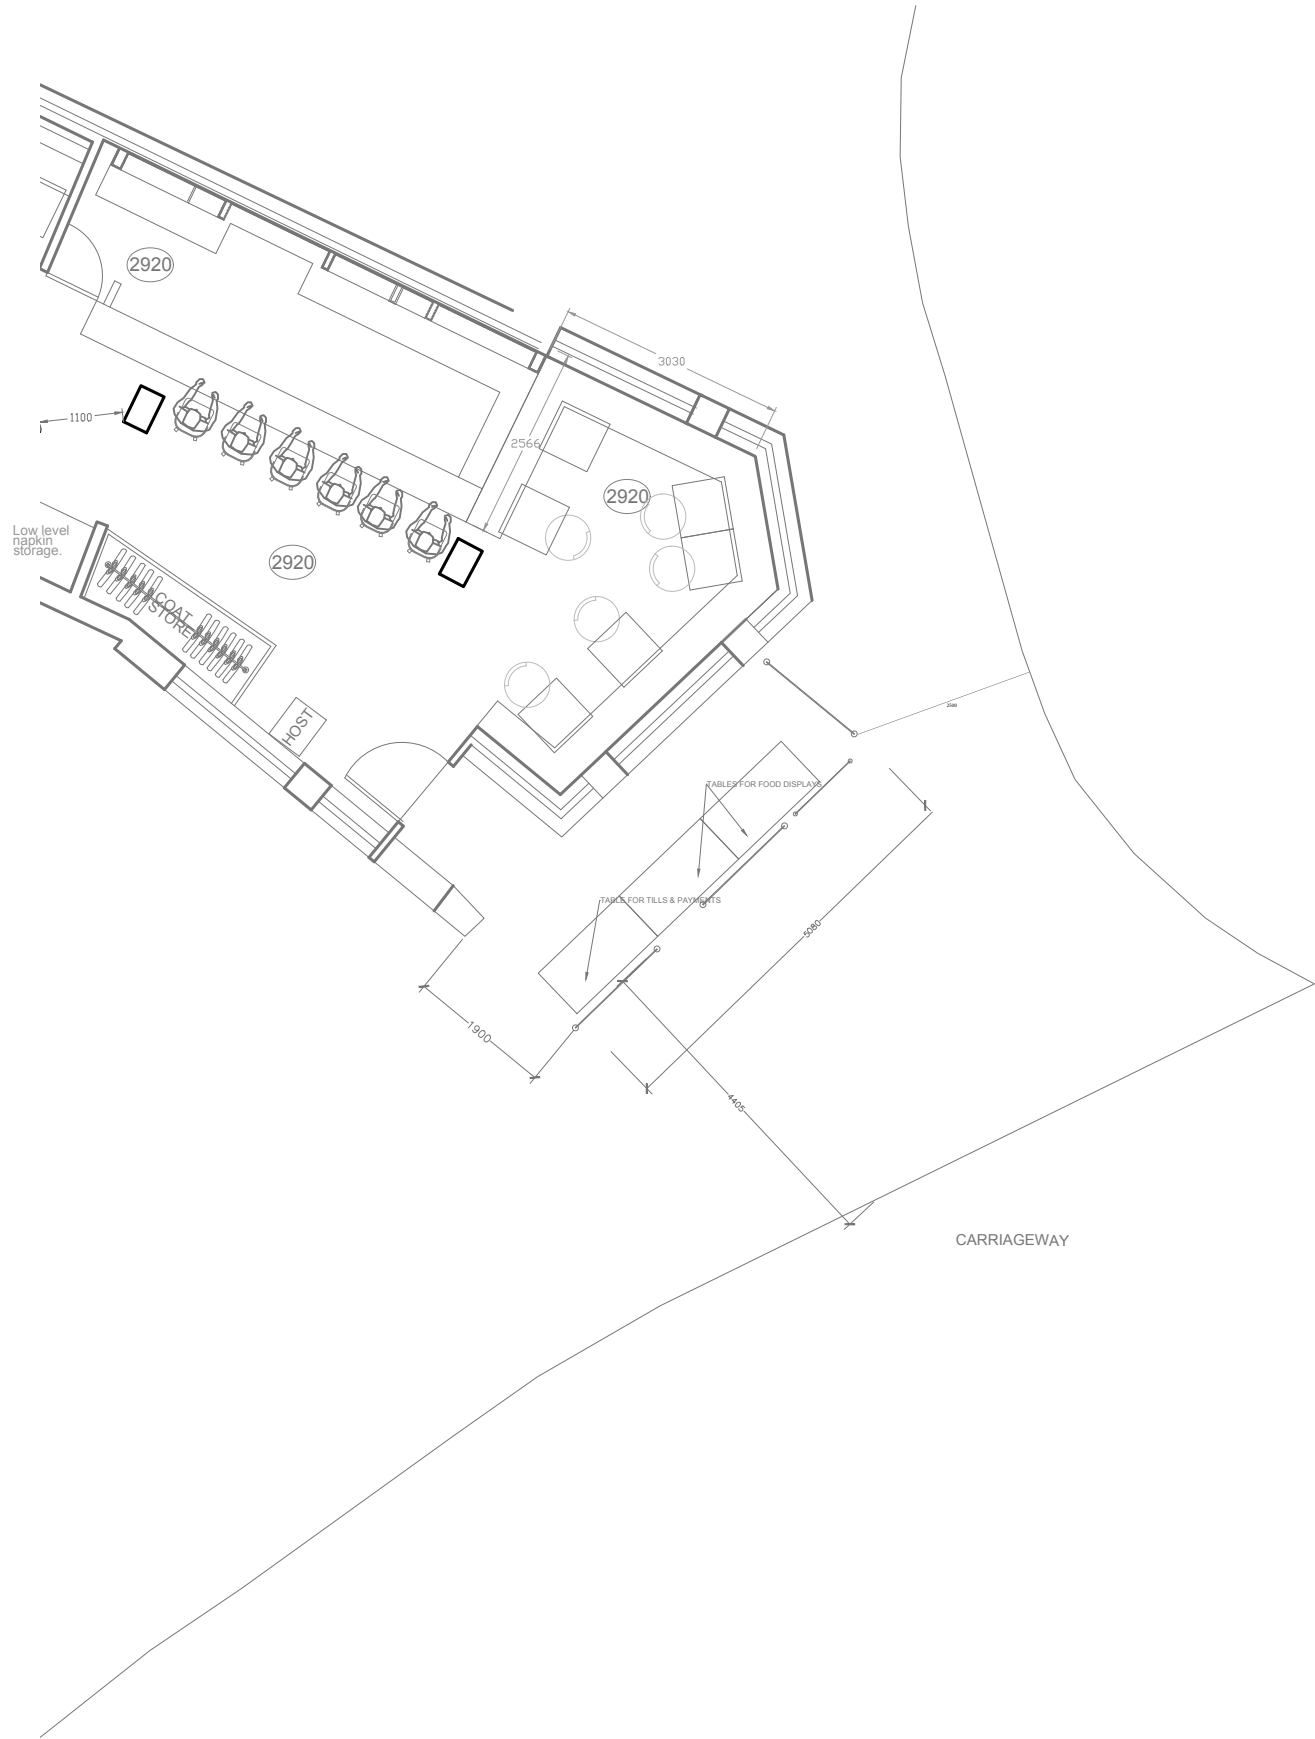 2920
3030
1100
2566
2920
Low level
napkin
storage.
2920
COAT
STORE
HOST
2500
TABLES FOR FOOD DISPLAYS
TABLE FOR TILLS & PAYMENTS
5080
1900
4405
CARRIAGEWAY